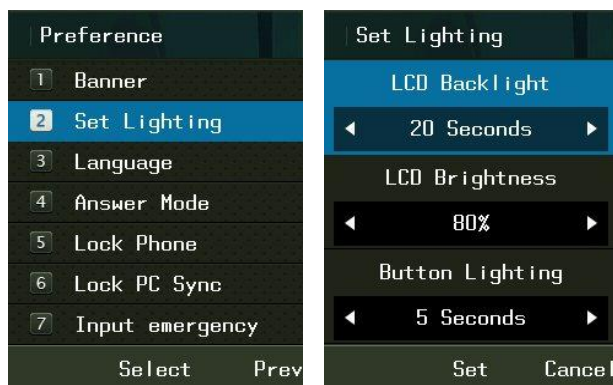 Preference
1 Banner
2 Set Lighting
3 Language
4 Answer Mode
5 Lock Phone
6 Lock PC Sync
7 Input emergency
Select Prev
Set Lighting
LCD Backlight
20 Seconds
LCD Brightness
80%
Button Lighting
5 Seconds
Set Cancel